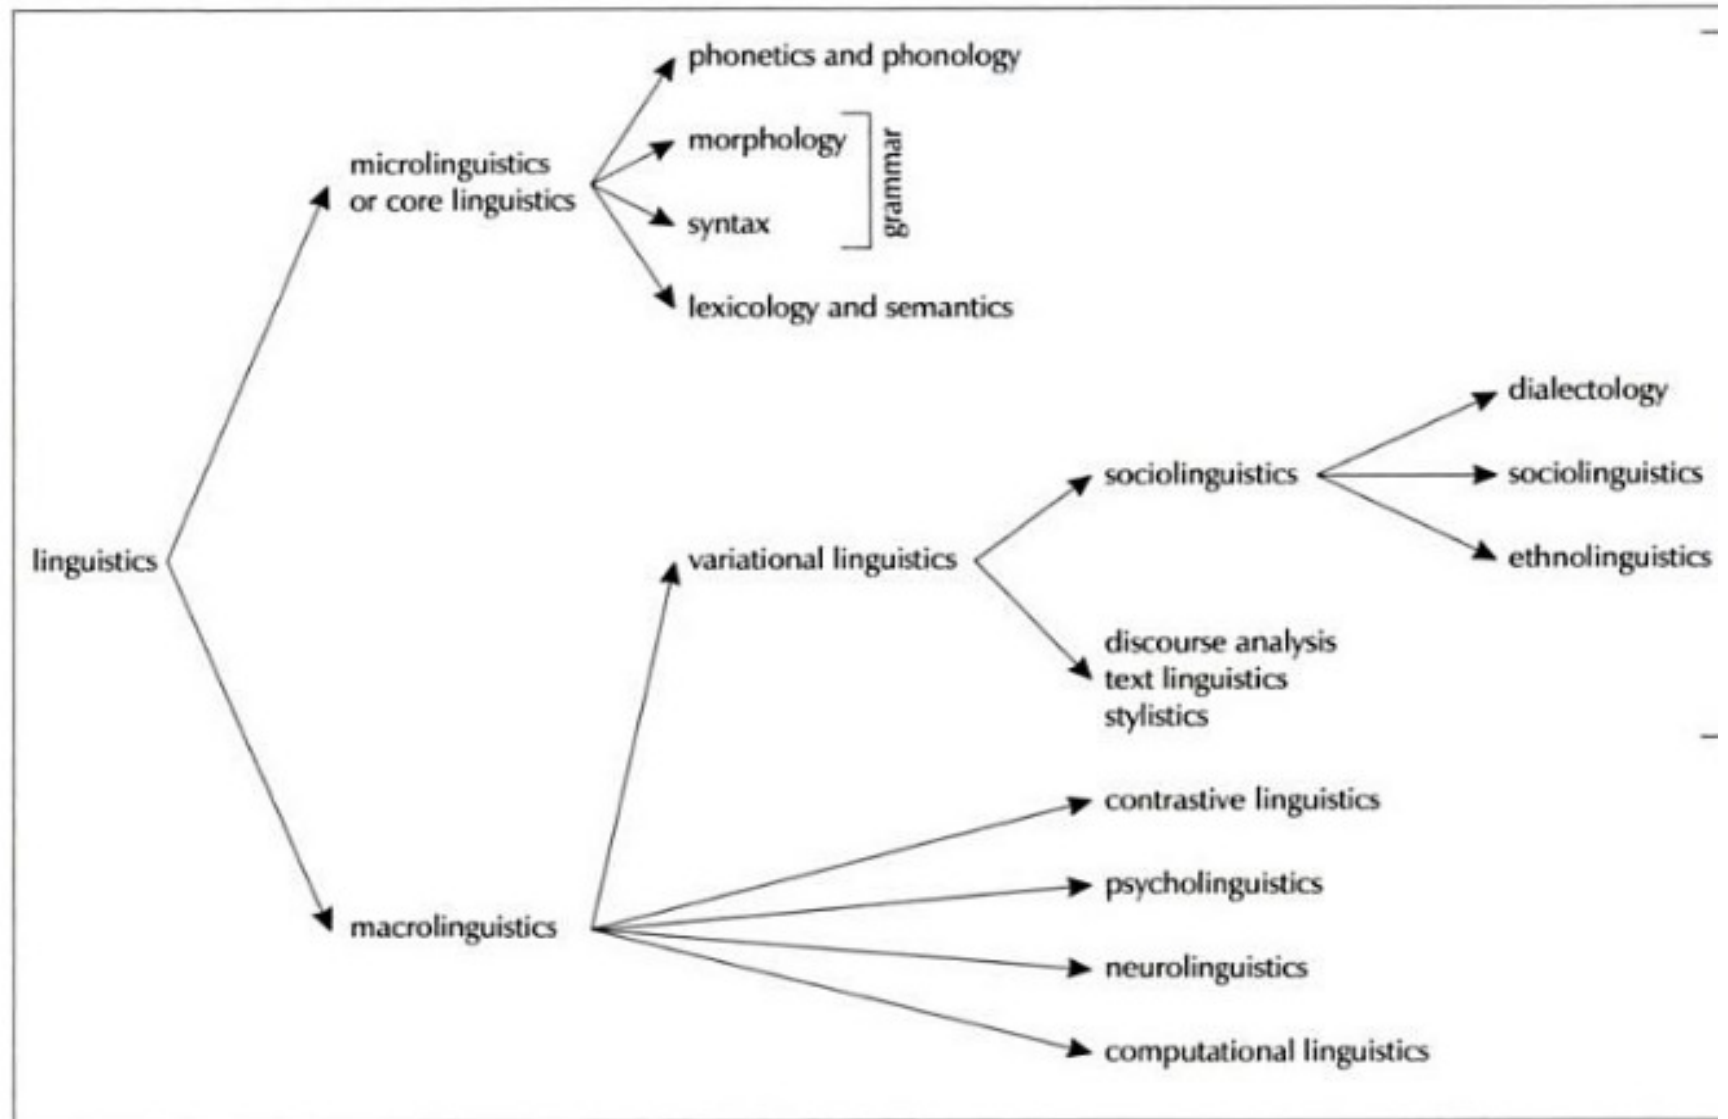 phonetics and phonology
morphology
grammar
microlinguistics
or core linguistics
syntax
lexicology and semantics
dialectology
sociolinguistics
sociolinguistics
linguistics
variational linguistics
ethnolinguistics
discourse analysis
text linguistics
stylistics
contrastive linguistics
psycholinguistics
macrolinguistics
neurolinguistics
computational linguistics